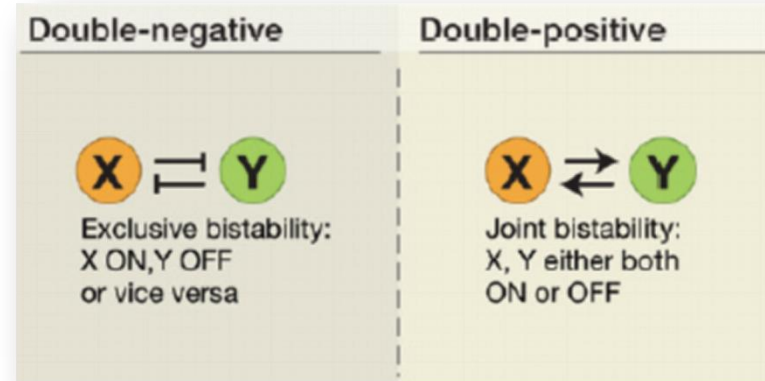 Double-negative
X Y
Exclusive bistability:
X ON,Y OFF
or vice versa
Double-positive
X Y
Joint bistability:
X, Y either both
ON or OFF